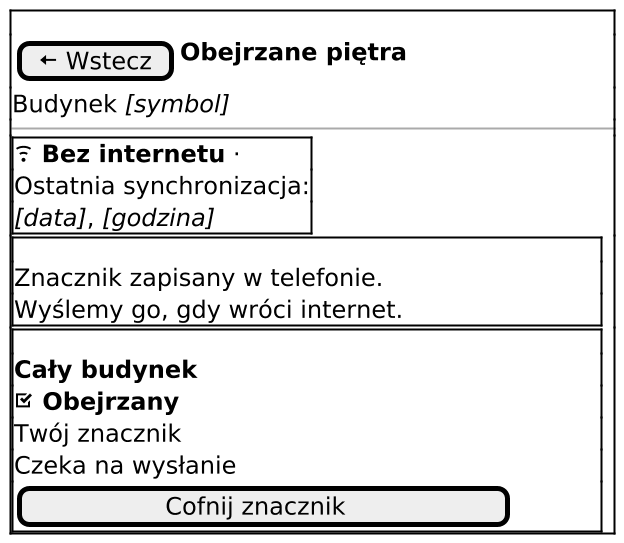 ← Wstecz Obejrzane piętra
Budynek [symbol]
Bez internetu ·
Ostatnia synchronizacja:
[data], [godzina]
Znacznik zapisany w telefonie.
Wyślemy go, gdy wróci internet.
Cały budynek
Obejrzany
Twój znacznik
Czeka na wysłanie
Cofnij znacznik